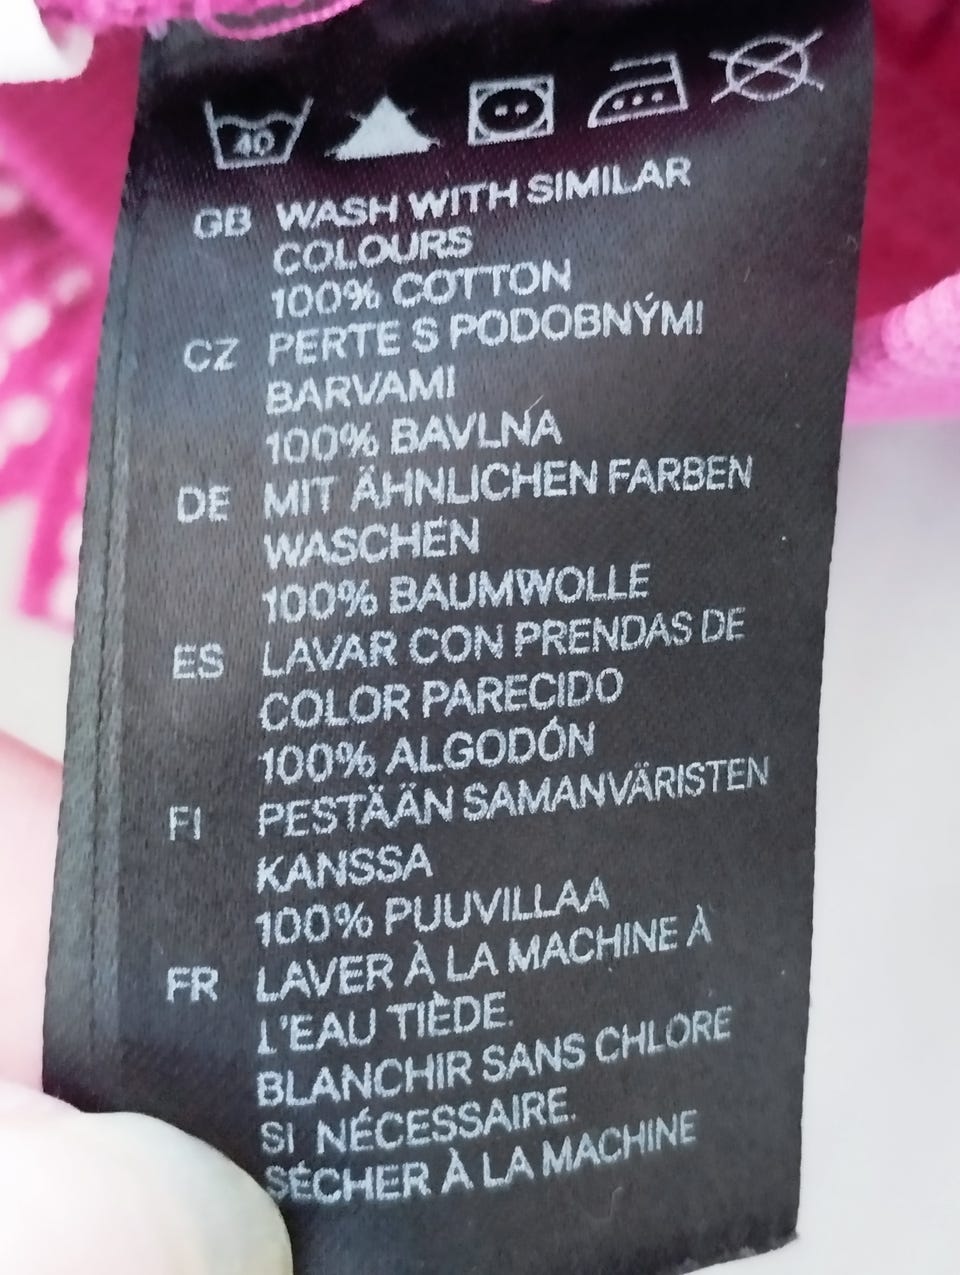 40
GB WASH WITH SIMILAR
COLOURS
100% COTTON
CZ PERTE S PODOBNÝMI
BARVAMI
100% BAVLNA
DE MIT ÄHNLICHEN FARBEN
WASCHEN
100% BAUMWOLLE
ES LAVAR CON PRENDAS DE
COLOR PARECIDO
100% ALGODÓN
FI PESTÄÄN SAMANVÄRISTEN
KANSSA
100% PUUVILLAA
FR LAVER À LA MACHINE À
L'EAU TIÈDE.
BLANCHIR SANS CHLORE
SI NÉCESSAIRE.
SÉCHER À LA MACHINE